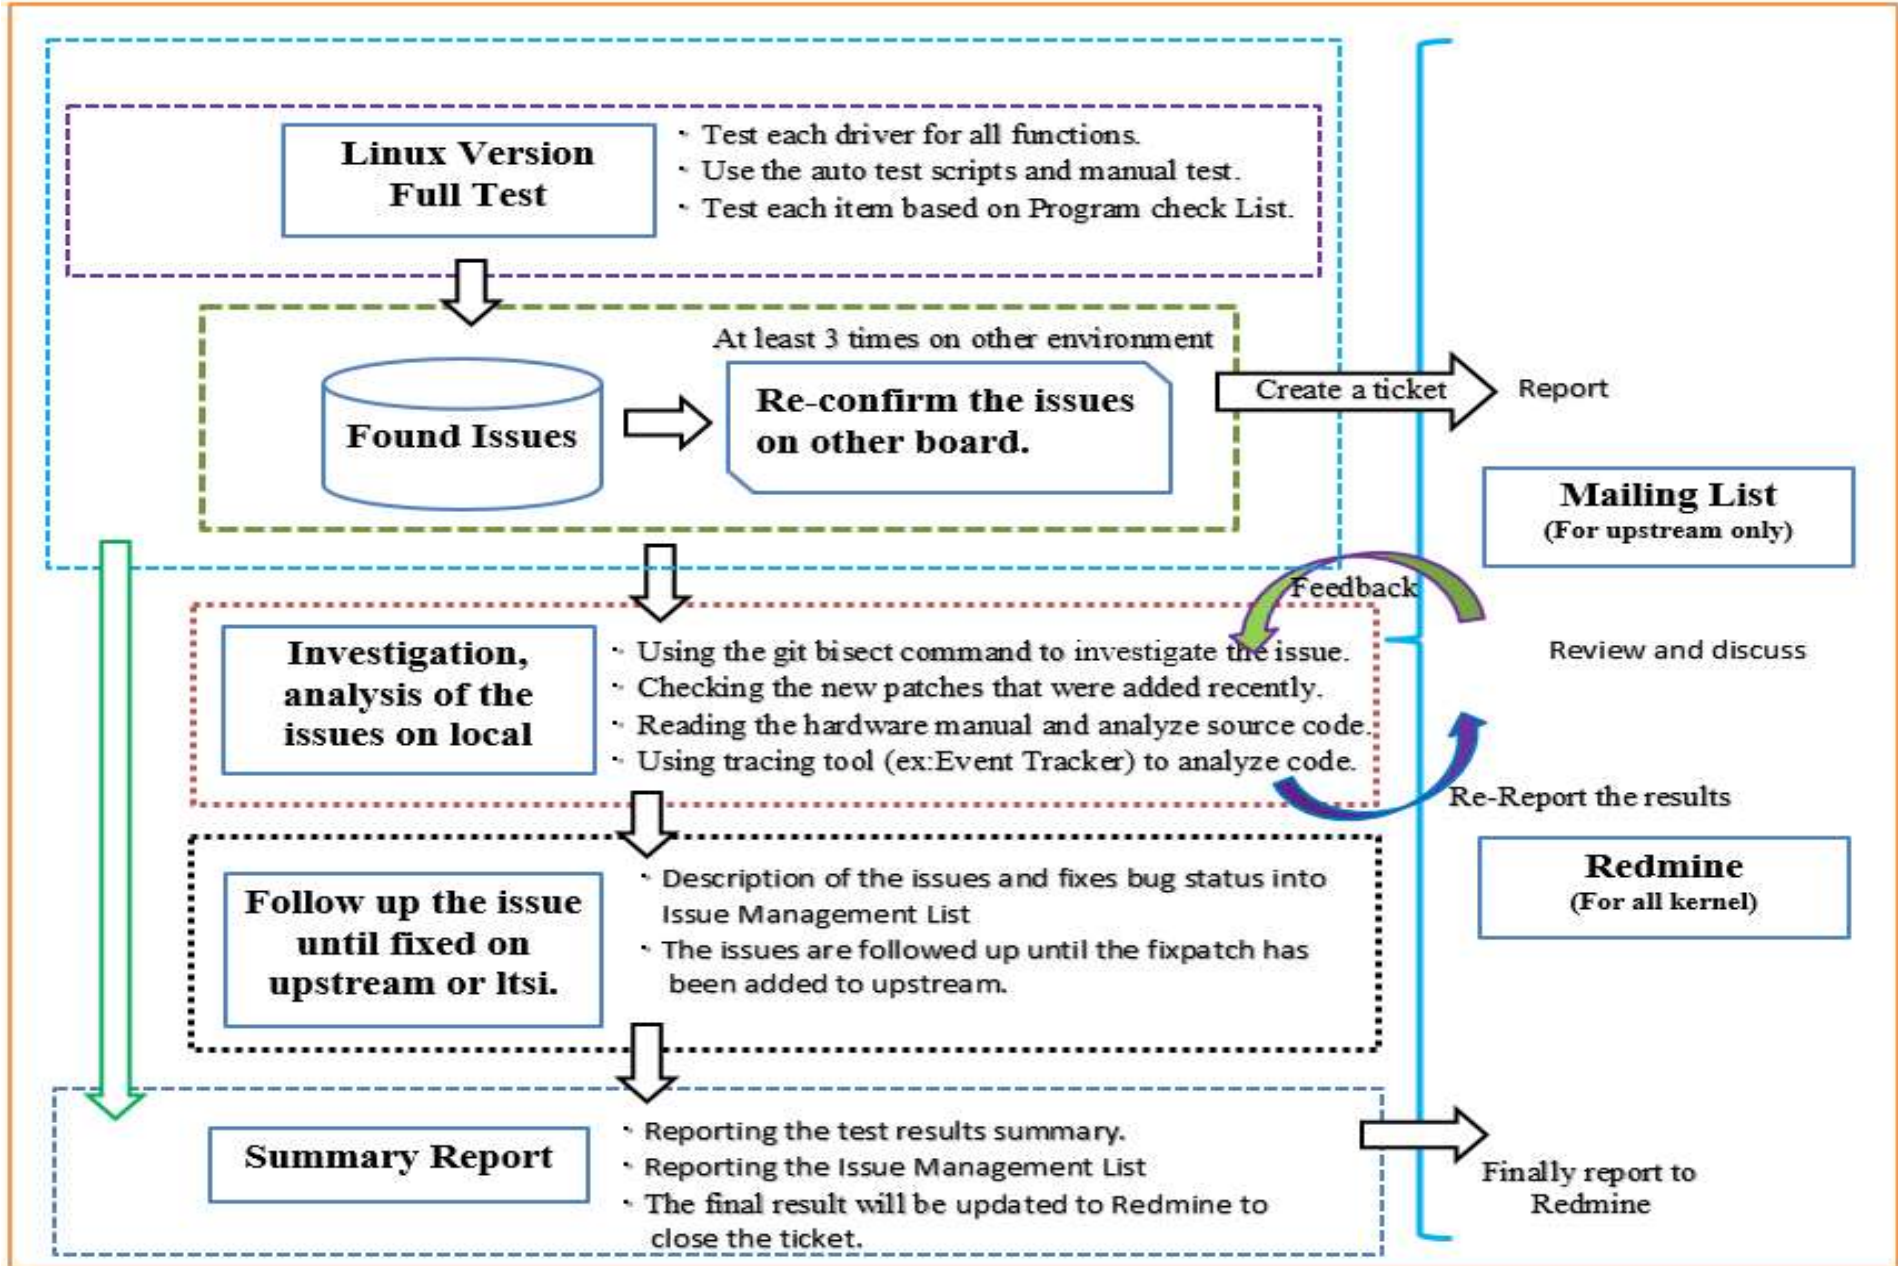 Linux Version
Full Test
· Test each driver for all functions.
· Use the auto test scripts and manual test.
· Test each item based on Program check List.
At least 3 times on other environment
Found Issues
Re-confirm the issues
on other board.
Create a ticket
Report
Mailing List
(For upstream only)
Feedback
Investigation,
analysis of the
issues on local
· Using the git bisect command to investigate the issue.
· Checking the new patches that were added recently.
· Reading the hardware manual and analyze source code.
· Using tracing tool (ex:Event Tracker) to analyze code.
Review and discuss
Re-Report the results
Redmine
(For all kernel)
Follow up the issue
until fixed on
upstream or ltsi.
· Description of the issues and fixes bug status into
Issue Management List
· The issues are followed up until the fixpatch has
been added to upstream.
Summary Report
· Reporting the test results summary.
· Reporting the Issue Management List
· The final result will be updated to Redmine to
close the ticket.
Finally report to
Redmine